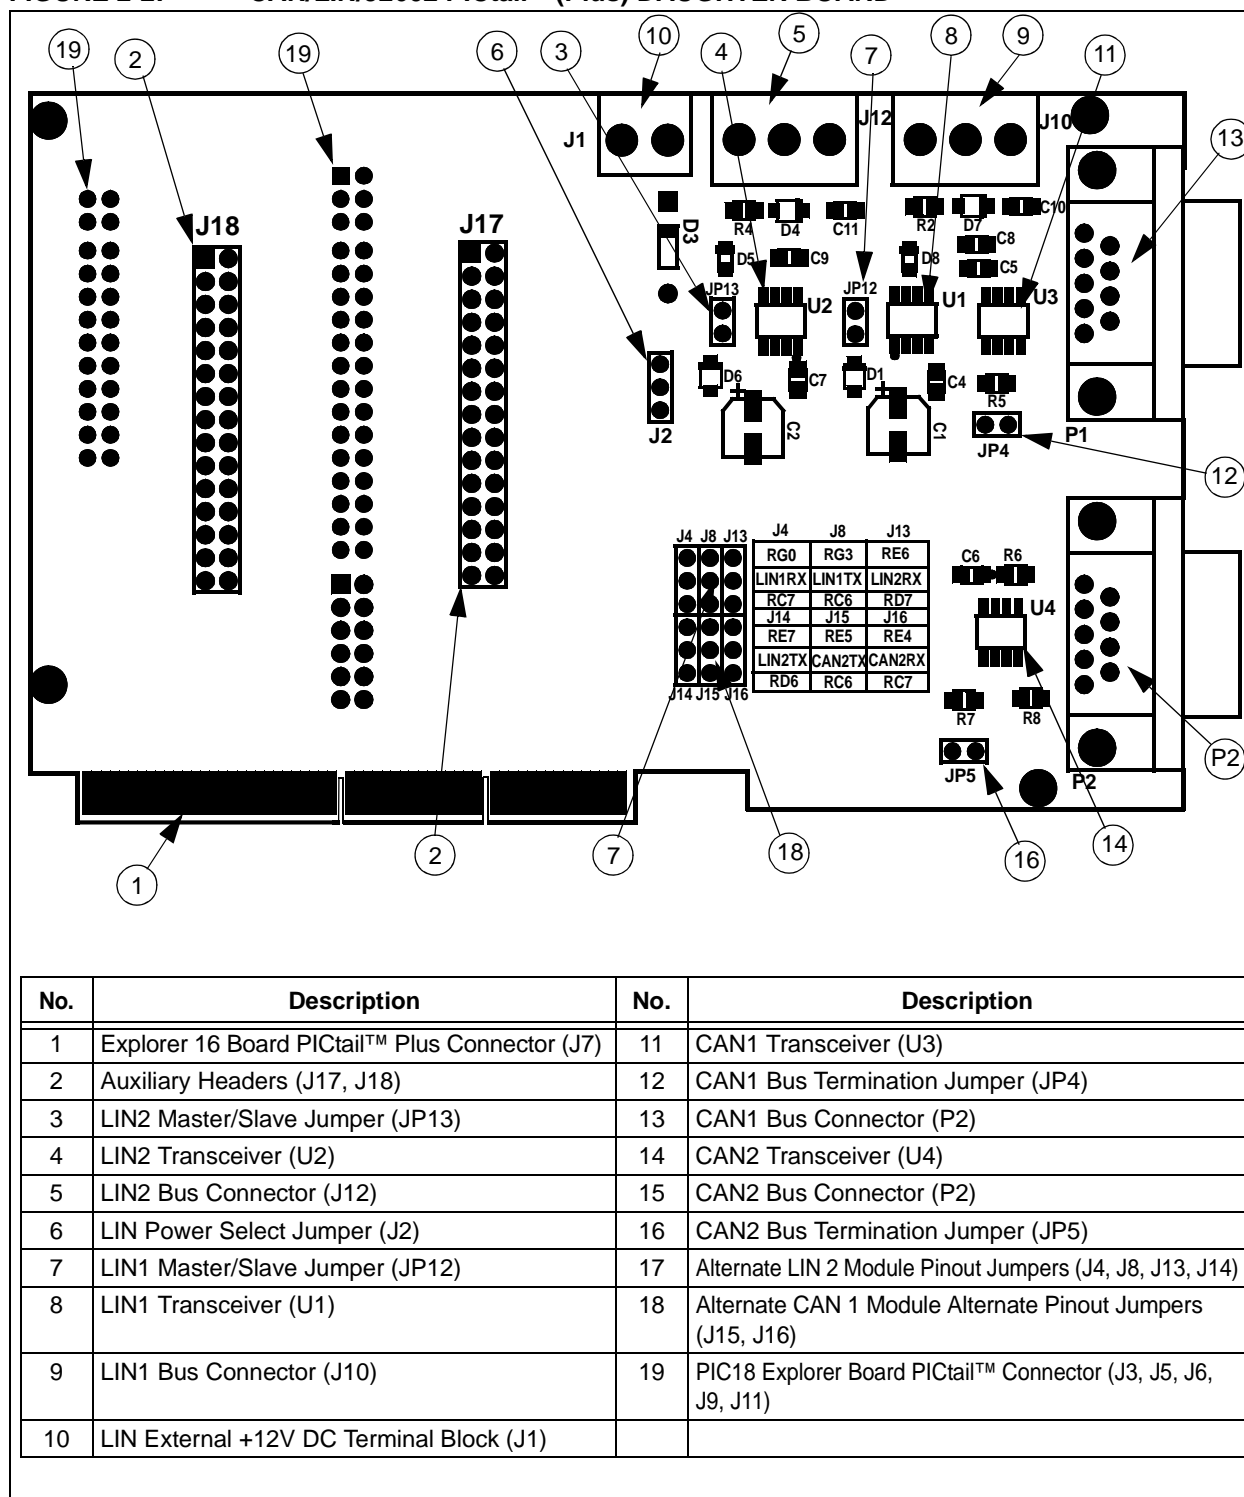 19
2
19
6
3
10
4
5
7
8
9
11
13
J1
J12
J10
J18
J17
D3
R4
D4
C11
R2
D7
C10
D5
C9
D8
C8
C5
JP13
JP12
U2
U1
U3
D6
C7
D1
C4
R5
J2
C2
C1
JP4
P1
12
J4 J8 J13
J4 J8 J13
RG0 RG3 RE6
LIN1RX LIN1TX LIN2RX
RC7 RC6 RD7
J14 J15 J16
RE7 RE5 RE4
LIN2TX CAN2TX CAN2RX
RD6 RC6 RC7
J14 J15 J16
C6 R6
U4
R7 R8
JP5
P2
P2
1
2
7
18
16
14
No. Description No. Description
1 Explorer 16 Board PICtail™ Plus Connector (J7) 11 CAN1 Transceiver (U3)
2 Auxiliary Headers (J17, J18) 12 CAN1 Bus Termination Jumper (JP4)
3 LIN2 Master/Slave Jumper (JP13) 13 CAN1 Bus Connector (P2)
4 LIN2 Transceiver (U2) 14 CAN2 Transceiver (U4)
5 LIN2 Bus Connector (J12) 15 CAN2 Bus Connector (P2)
6 LIN Power Select Jumper (J2) 16 CAN2 Bus Termination Jumper (JP5)
7 LIN1 Master/Slave Jumper (JP12) 17 Alternate LIN 2 Module Pinout Jumpers (J4, J8, J13, J14)
8 LIN1 Transceiver (U1) 18 Alternate CAN 1 Module Alternate Pinout Jumpers
(J15, J16)
9 LIN1 Bus Connector (J10) 19 PIC18 Explorer Board PICtail™ Connector (J3, J5, J6,
J9, J11)
10 LIN External +12V DC Terminal Block (J1)